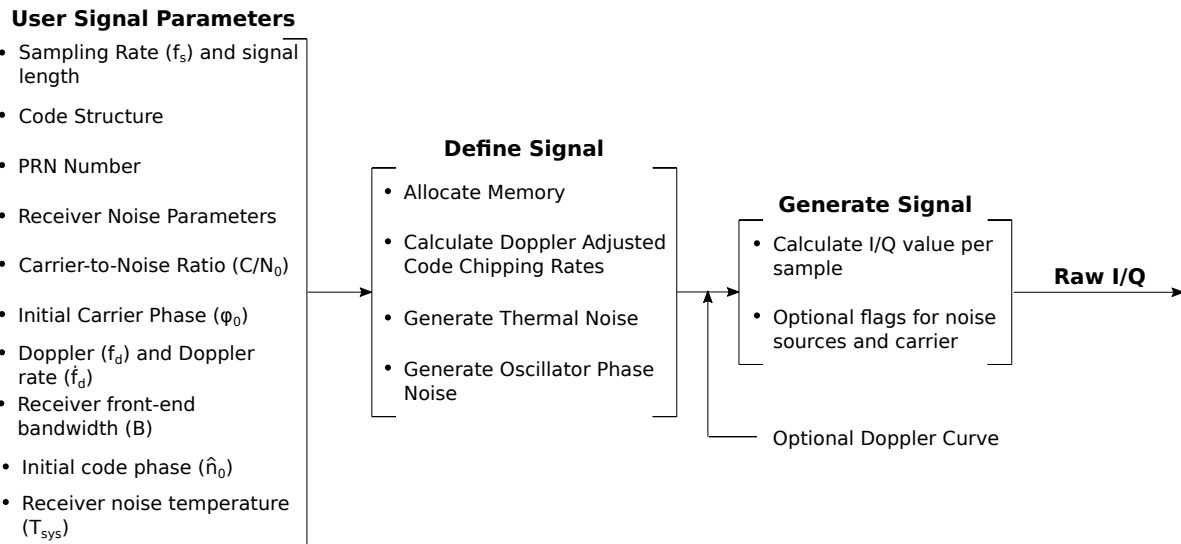 User Signal Parameters
• Sampling Rate (fₛ) and signal
length
• Code Structure
• PRN Number
• Receiver Noise Parameters
• Carrier-to-Noise Ratio (C/N₀)
• Initial Carrier Phase (φ₀)
• Doppler (f_d) and Doppler
rate (ḟ_d)
• Receiver front-end
bandwidth (B)
• Initial code phase (n̂₀)
• Receiver noise temperature
(T_sys)
Define Signal
• Allocate Memory
• Calculate Doppler Adjusted
Code Chipping Rates
• Generate Thermal Noise
• Generate Oscillator Phase
Noise
Generate Signal
• Calculate I/Q value per
sample
• Optional flags for noise
sources and carrier
Optional Doppler Curve
Raw I/Q